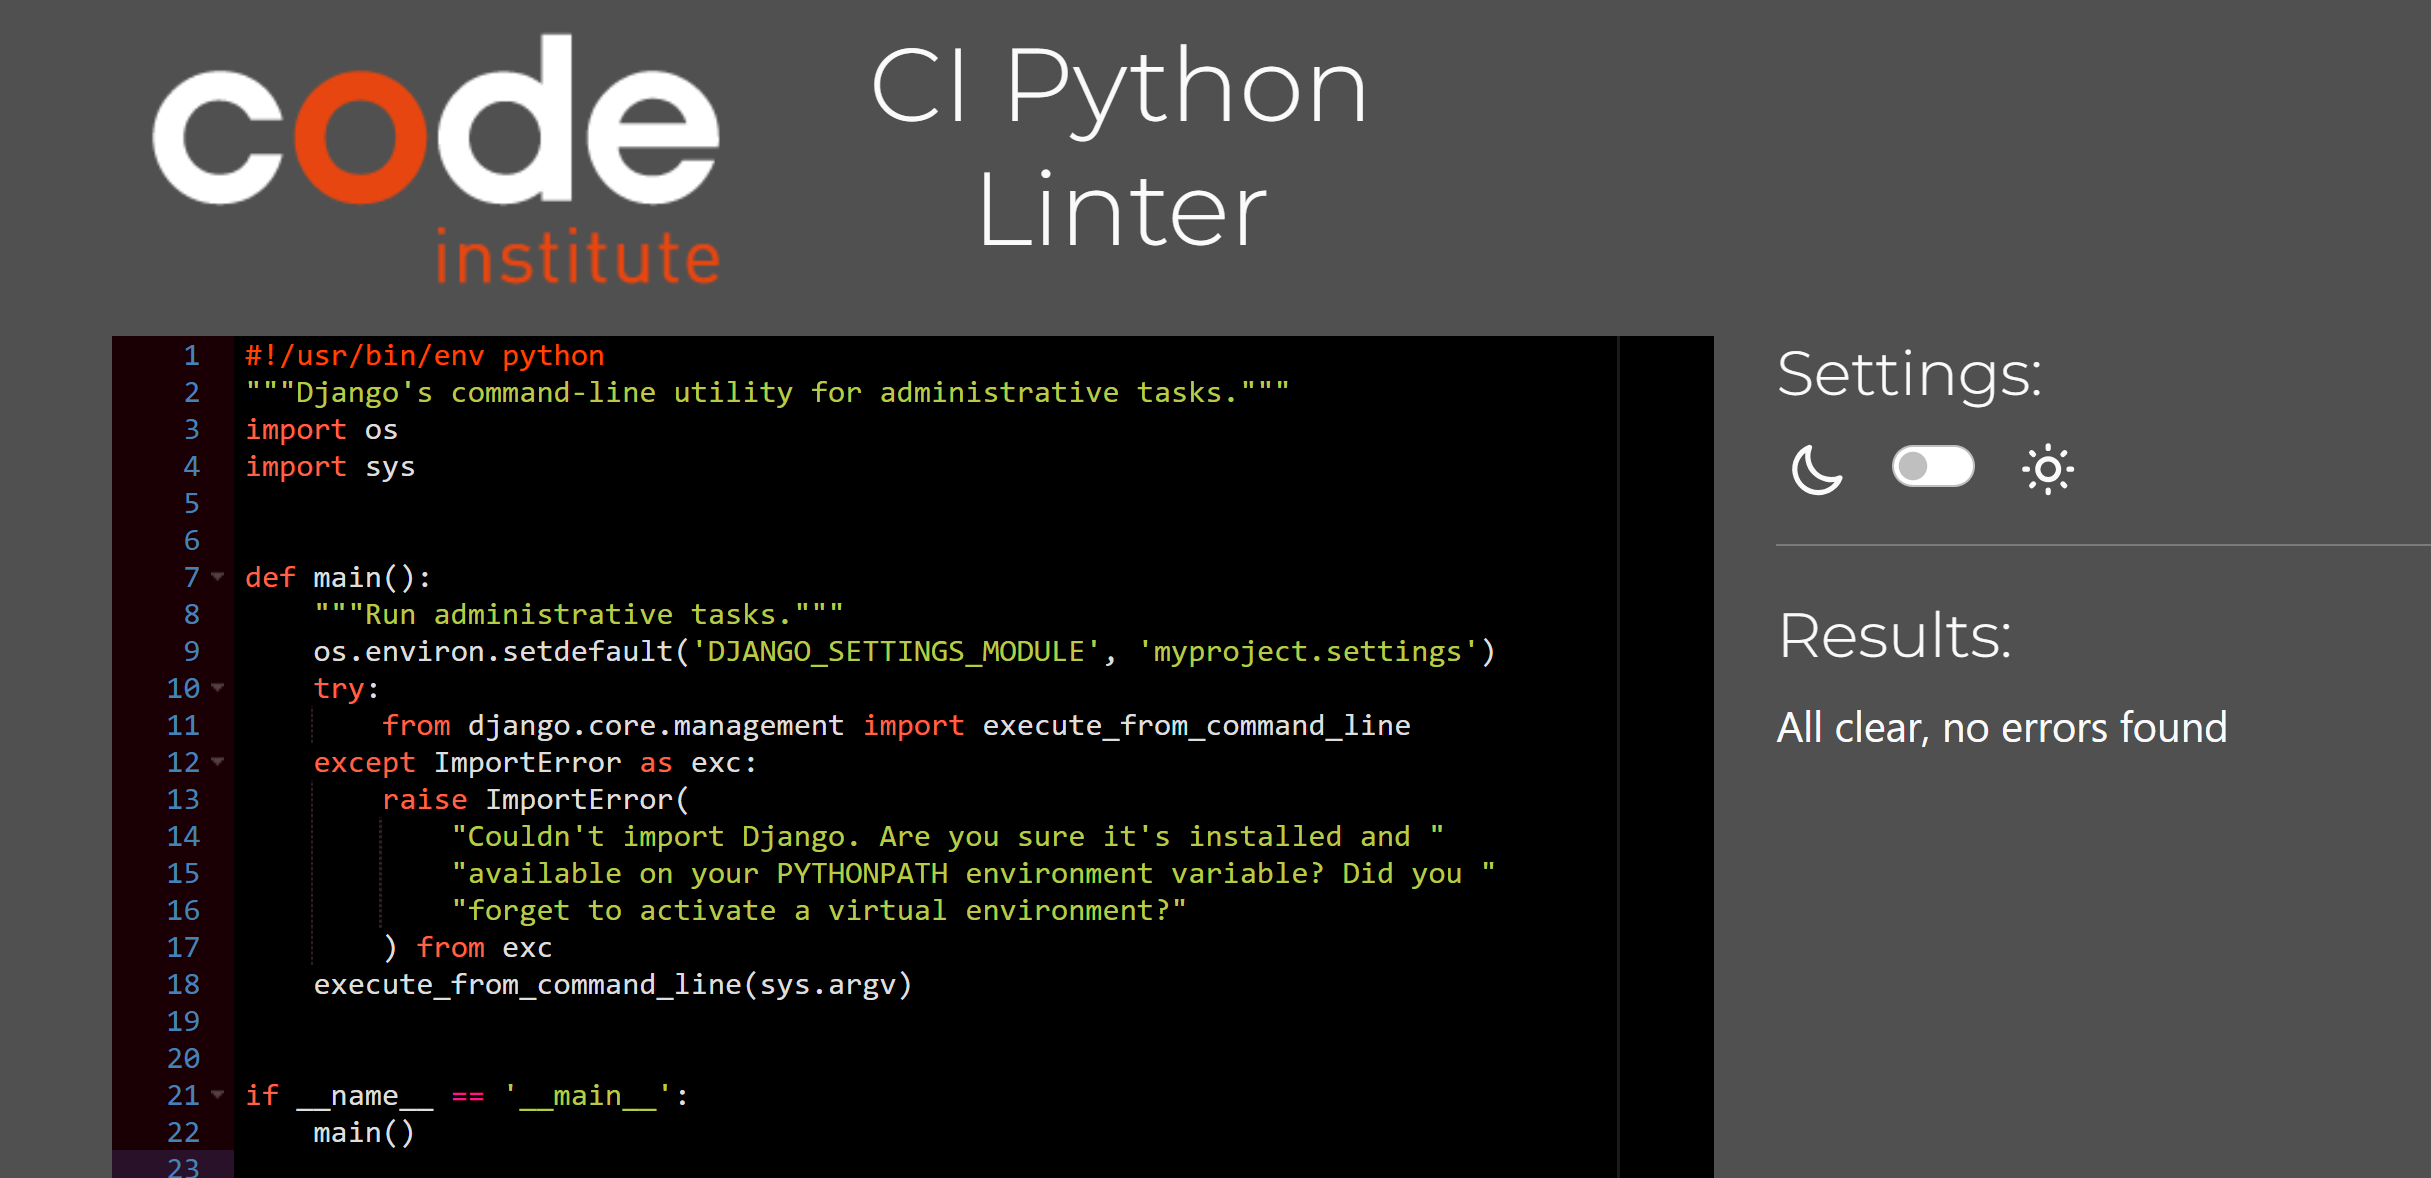 code
institute
CI Python
Linter
1 #!/usr/bin/env python
2 """Django's command-line utility for administrative tasks."""
3 import os
4 import sys
5
6
7 def main():
8     """Run administrative tasks."""
9     os.environ.setdefault('DJANGO_SETTINGS_MODULE', 'myproject.settings')
10     try:
11         from django.core.management import execute_from_command_line
12     except ImportError as exc:
13         raise ImportError(
14             "Couldn't import Django. Are you sure it's installed and "
15             "available on your PYTHONPATH environment variable? Did you "
16             "forget to activate a virtual environment?"
17         ) from exc
18     execute_from_command_line(sys.argv)
19
20
21 if __name__ == '__main__':
22     main()
23
Settings:
Results:
All clear, no errors found